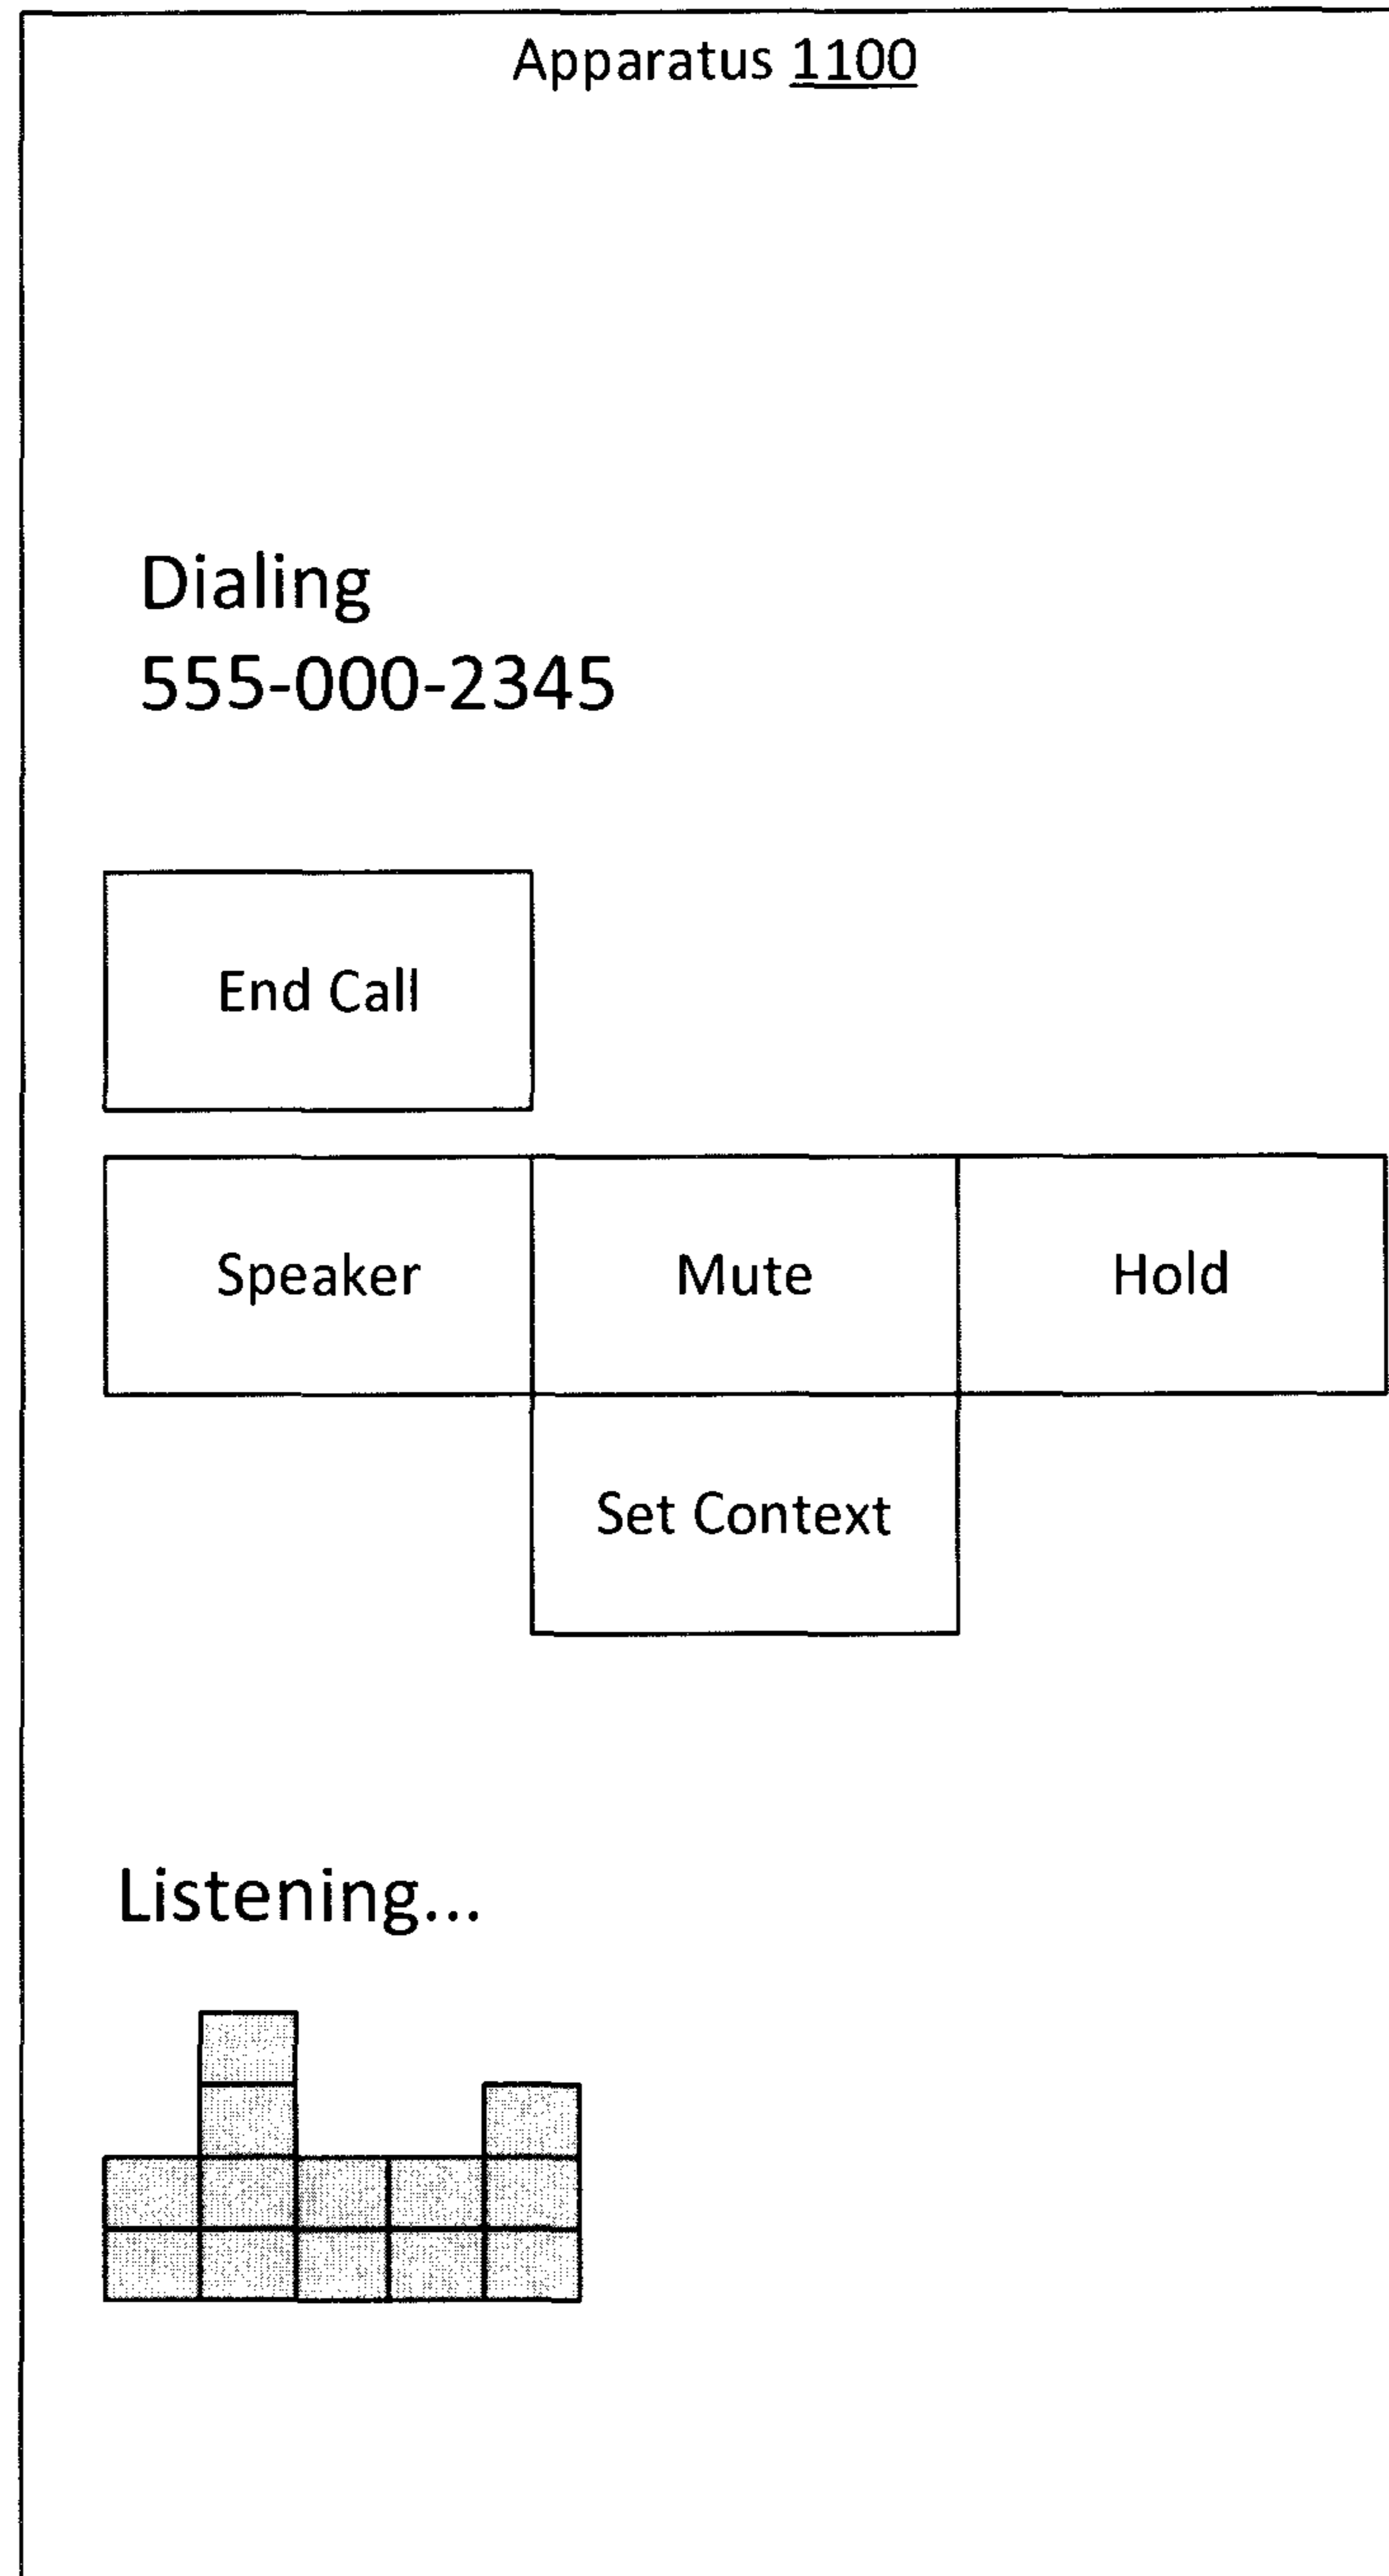 Apparatus 1100
Dialing
555-000-2345
End Call
Speaker Mute Hold
Set Context
Listening...